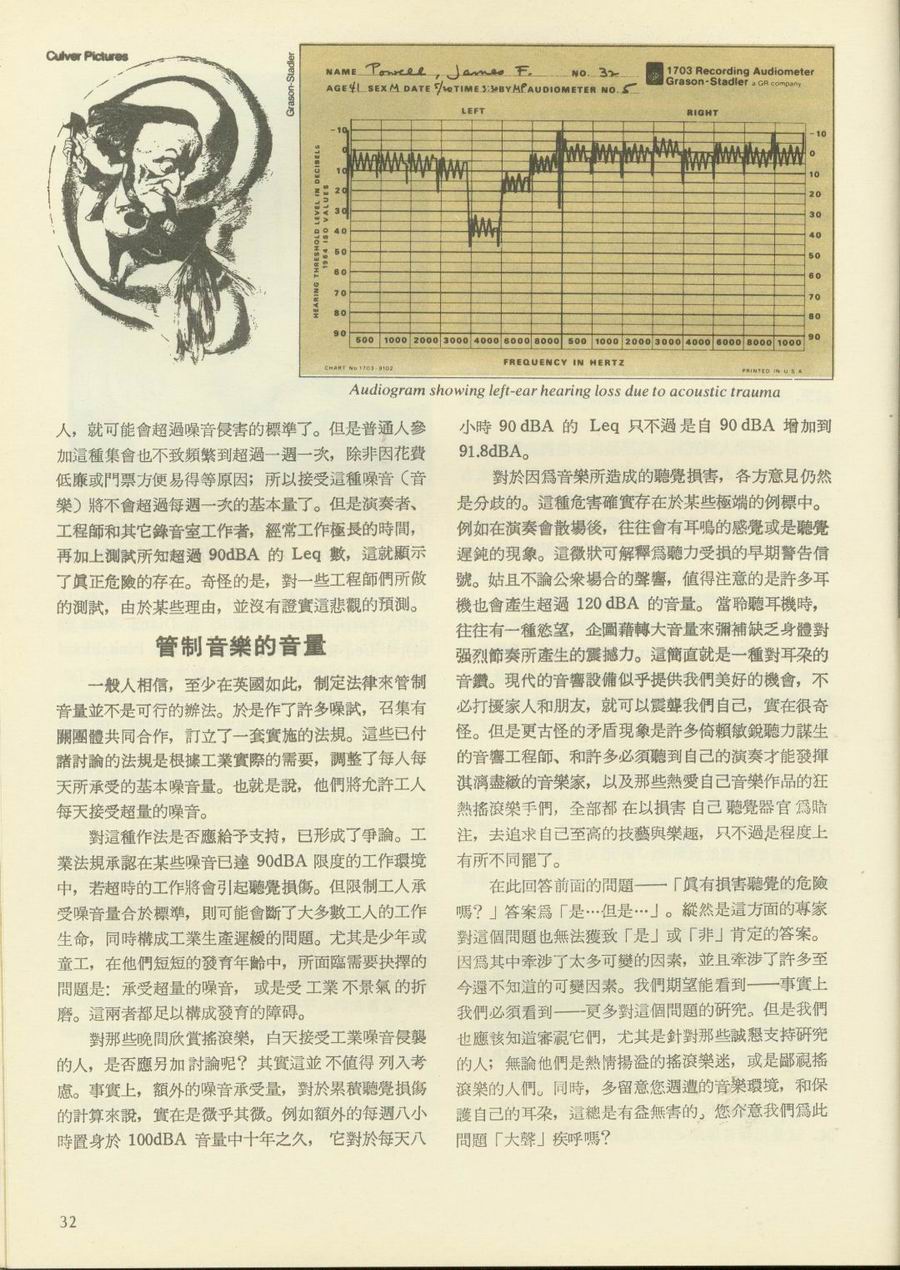 Culver Pictures
Grason-Stadler
NAME Powell, James F. NO. 32
1703 Recording Audiometer
Grason-Stadler a GR company
AGE 41 SEX M DATE 5/20 TIME 3:30 BY MP AUDIOMETER NO. 5
LEFT
RIGHT
HEARING THRESHOLD LEVEL IN DECIBELS
1964 ISO VALUES
-10
0
10
20
30
40
50
60
70
80
90
-10
0
10
20
30
40
50
60
70
80
90
500 1000 2000 3000 4000 6000 8000 500 1000 2000 3000 4000 6000 8000 1000
FREQUENCY IN HERTZ
CHART No 1703-9102
PRINTED IN U S A
Audiogram showing left-ear hearing loss due to acoustic trauma
人，就可能會超過噪音侵害的標準了。但是普通人參
加這種集會也不致頻繁到超過一週一次，除非因花費
低廉或門票方便易得等原因；所以接受這種噪音（音
樂）將不會超過每週一次的基本量了。但是演奏者、
工程師和其它錄音室工作者，經常工作極長的時間，
再加上測試所知超過 90dBA 的 Leq 數，這就顯示
了眞正危險的存在。奇怪的是，對一些工程師們所做
的測試，由於某些理由，並沒有證實這悲觀的預測。
管制音樂的音量
一般人相信，至少在英國如此，制定法律來管制
音量並不是可行的辦法。於是作了許多嘗試，召集有
關團體共同合作，訂立了一套實施的法規。這些已付
諸討論的法規是根據工業實際的需要，調整了每人每
天所承受的基本噪音量。也就是說，他們將允許工人
每天接受超量的噪音。
對這種作法是否應給予支持，已形成了爭論。工
業法規承認在某些噪音已達 90dBA 限度的工作環境
中，若超時的工作將會引起聽覺損傷。但限制工人承
受噪音量合於標準，則可能會斷了大多數工人的工作
生命，同時構成工業生產遲緩的問題。尤其是少年或
童工，在他們短短的發育年齡中，所面臨需要抉擇的
問題是：承受超量的噪音，或是受工業不景氣的折
磨。這兩者都足以構成發育的障碍。
對那些晚間欣賞搖滾樂，白天接受工業噪音侵襲
的人，是否應另加討論呢？其實這並不值得列入考
慮。事實上，額外的噪音承受量，對於累積聽覺損傷
的計算來說，實在是微乎其微。例如額外的每週八小
時置身於 100dBA 音量中十年之久，它對於每天八
小時 90 dBA 的 Leq 只不過是自 90 dBA 增加到
91.8dBA。
對於因爲音樂所造成的聽覺損害，各方意見仍然
是分歧的。這種危害確實存在於某些極端的例標中。
例如在演奏會散場後，往往會有耳鳴的感覺或是聽覺
遲鈍的現象。這徵狀可解釋爲聽力受損的早期警告信
號。姑且不論公衆場合的聲響，值得注意的是許多耳
機也會產生超過 120 dBA 的音量。當聆聽耳機時，
往往有一種慾望，企圖藉轉大音量來彌補缺乏身體對
强烈節奏所產生的震撼力。這簡直就是一種對耳朶的
音鑽。現代的音響設備似乎提供我們美好的機會，不
必打擾家人和朋友，就可以震聾我們自己，實在很奇
怪。但是更古怪的矛盾現象是許多倚賴敏銳聽力謀生
的音響工程師、和許多必須聽到自己的演奏才能發揮
淇漓盡緻的音樂家，以及那些熱愛自己音樂作品的狂
熱搖滾樂手們，全部都在以損害自己聽覺器官爲賭
注，去追求自己至高的技藝與樂趣，只不過是程度上
有所不同罷了。
在此回答前面的問題——「眞有損害聽覺的危險
嗎？」答案爲「是…但是…」。縱然是這方面的專家
對這個問題也無法獲致「是」或「非」肯定的答案。
因爲其中牽涉了太多可變的因素，並且牽涉了許多至
今還不知道的可變因素。我們期望能看到——事實上
我們必須看到——更多對這個問題的硏究。但是我們
也應該知道審視它們，尤其是針對那些誠懇支持硏究
的人；無論他們是熱情揚溢的搖滾樂迷，或是鄙視搖
滾樂的人們。同時，多留意您週遭的音樂環境，和保
護自己的耳朶，這總是有益無害的。您介意我們爲此
問題「大聲」疾呼嗎？
32